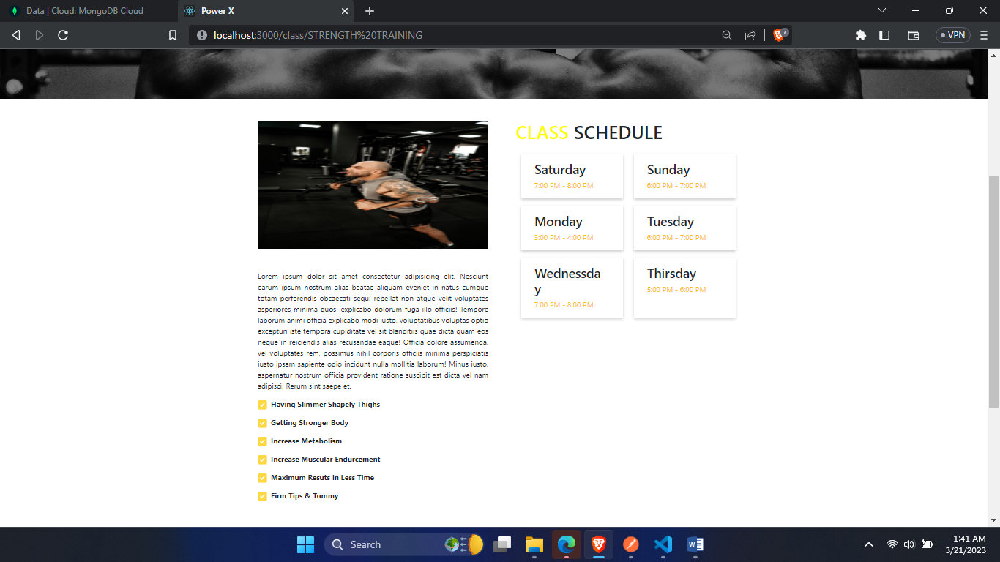 Data | Cloud: MongoDB Cloud
Power X
localhost:3000/class/STRENGTH%20TRAINING
7
VPN
CLASS SCHEDULE
Saturday
7:00 PM - 8:00 PM
Sunday
6:00 PM - 7:00 PM
Monday
3:00 PM - 4:00 PM
Tuesday
6:00 PM - 7:00 PM
Wednessda
y
7:00 PM - 8:00 PM
Thirsday
5:00 PM - 6:00 PM
Lorem ipsum dolor sit amet consectetur adipisicing elit. Nesciunt
earum ipsum nostrum alias beatae aliquam eveniet in natus cumque
totam perferendis obcaecati sequi repellat non atque velit voluptates
asperiores minima quos, explicabo dolorum fuga illo officiis! Tempore
laborum animi officia explicabo modi iusto, voluptatibus voluptas optio
excepturi iste tempora cupiditate vel sit blanditiis quae dicta quam eos
neque in reiciendis alias recusandae eaque! Officia dolore assumenda,
vel voluptates rem, possimus nihil corporis officiis minima perspiciatis
iusto ipsam sapiente odio incidunt nulla mollitia laborum! Minus iusto,
aspernatur nostrum officia provident ratione suscipit est dicta vel nam
adipisci! Rerum sint saepe et.
Having Slimmer Shapely Thighs
Getting Stronger Body
Increase Metabolism
Increase Muscular Endurcement
Maximum Resuts In Less Time
Firm Tips & Tummy
Search
1:41 AM
3/21/2023